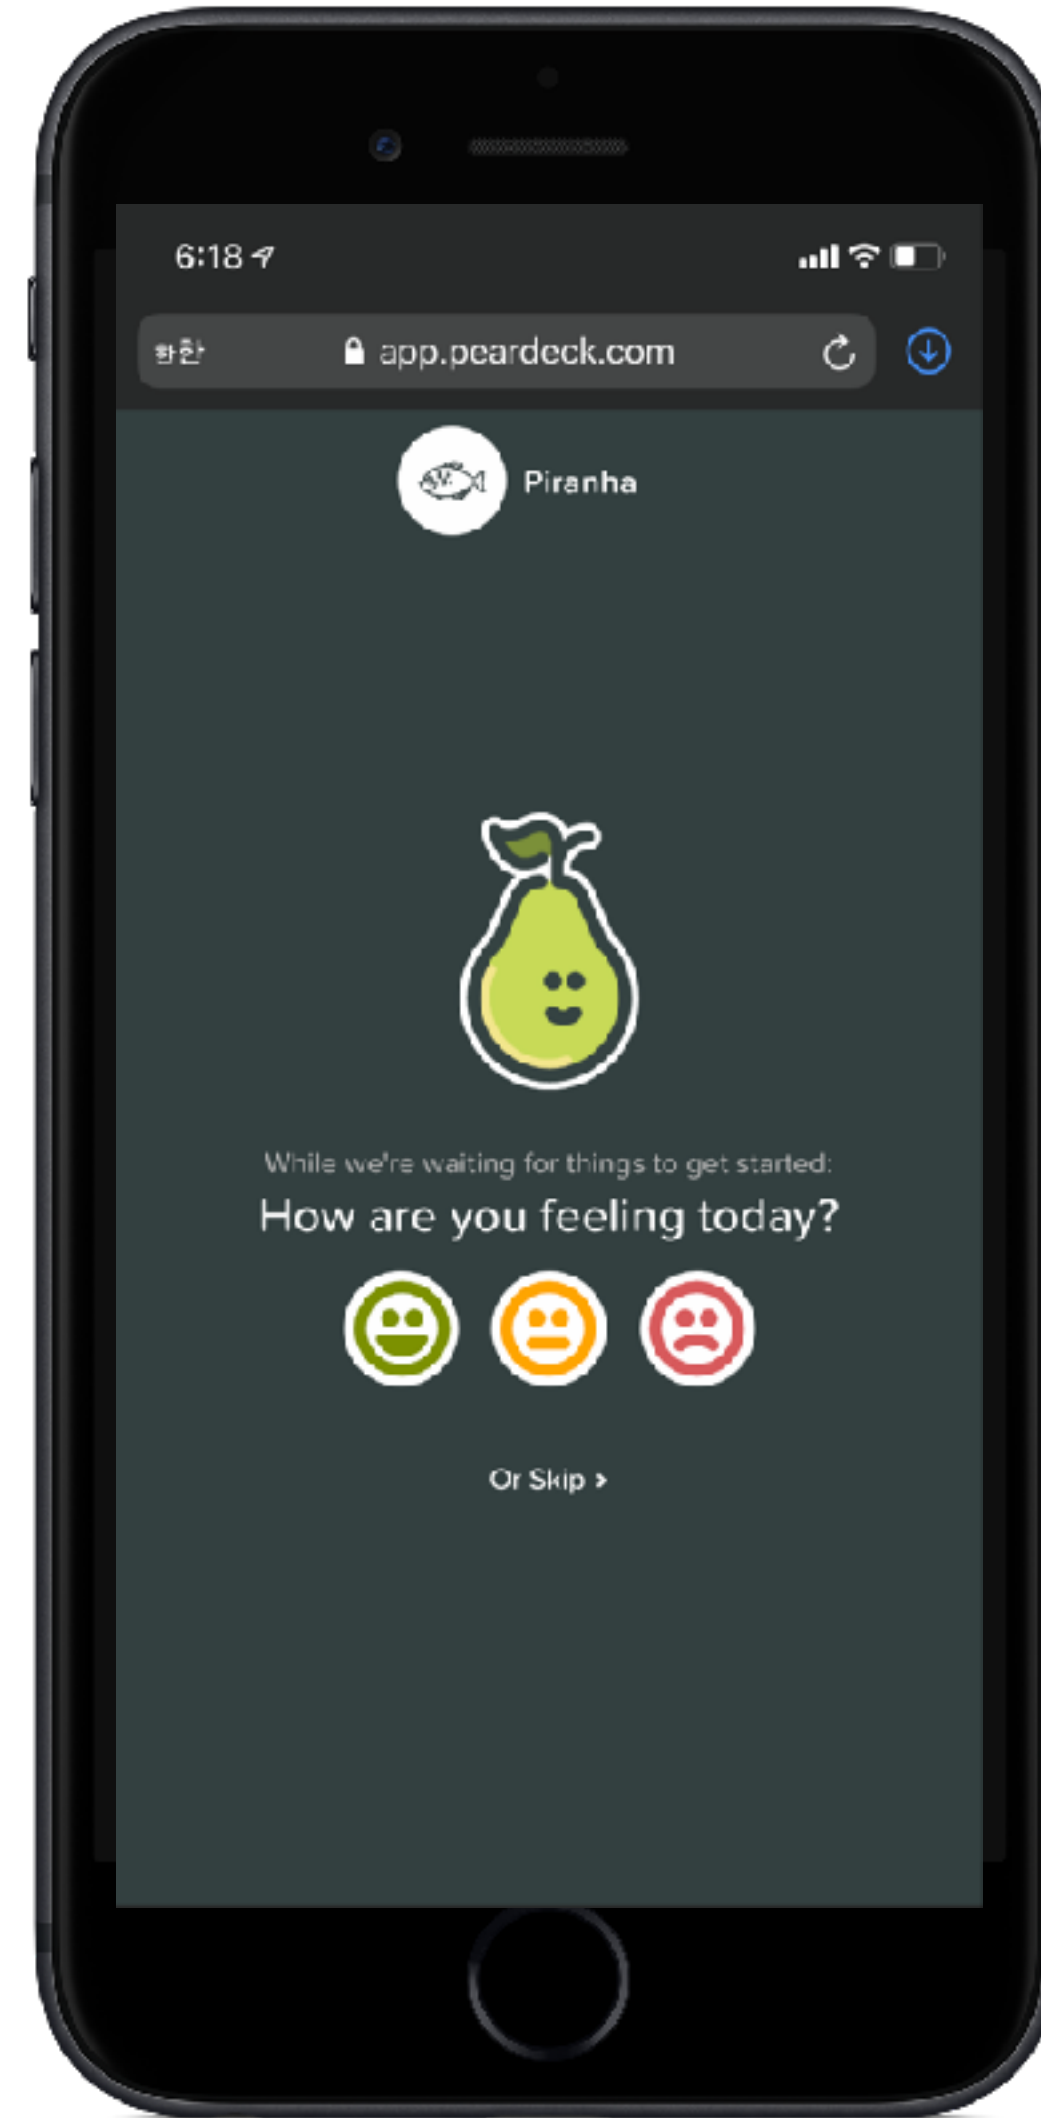 6:18
app.peardeck.com
Piranha
While we're waiting for things to get started:
How are you feeling today?
Or Skip >